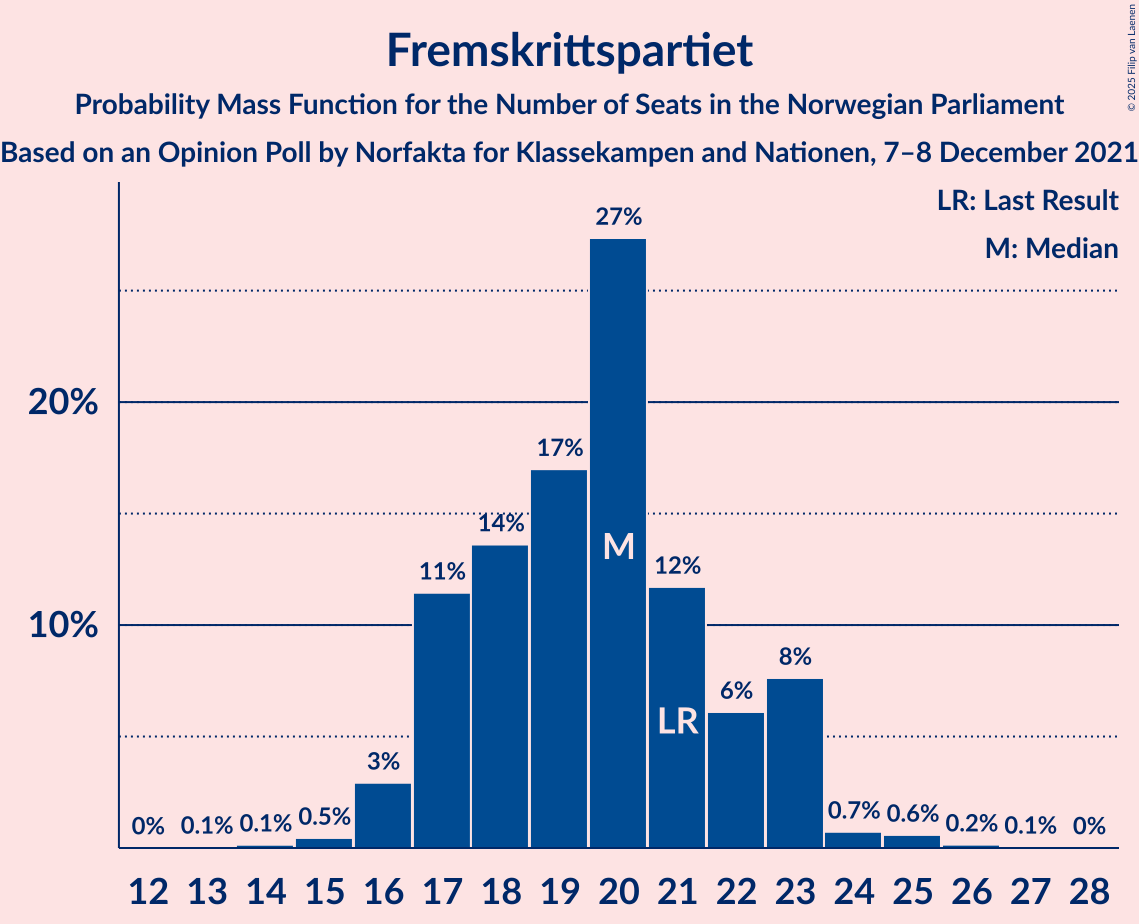 Fremskrittspartiet
Probability Mass Function for the Number of Seats in the Norwegian Parliament
Based on an Opinion Poll by Norfakta for Klassekampen and Nationen, 7–8 December 2021
© 2025 Filip van Laenen
LR: Last Result
M: Median
27%
20%
17%
14%
M
12%
11%
10%
8%
6%
LR
3%
0% 0.1% 0.1% 0.5% 0.7% 0.6% 0.2% 0.1% 0%
12 13 14 15 16 17 18 19 20 21 22 23 24 25 26 27 28